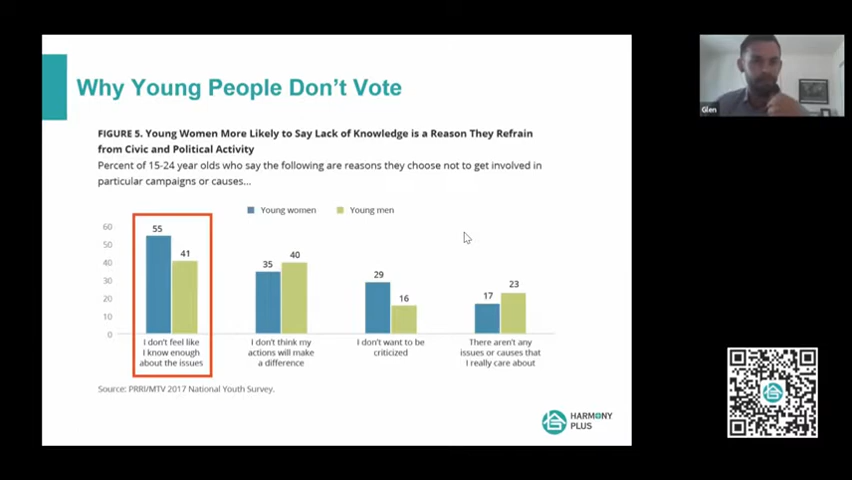 Why Young People Don't Vote
FIGURE 5. Young Women More Likely to Say Lack of Knowledge is a Reason They Refrain
from Civic and Political Activity
Percent of 15-24 year olds who say the following are reasons they choose not to get involved in
particular campaigns or causes...
Young women
Young men
60
50
40
30
20
10
0
55
41
35
40
29
16
17
23
I don't feel like
I know enough
about the issues
I don't think my
actions will make
a difference
I don't want to be
criticized
There aren't any
issues or causes that
I really care about
Source: PRRI/MTV 2017 National Youth Survey.
HARMONY
PLUS
Glen